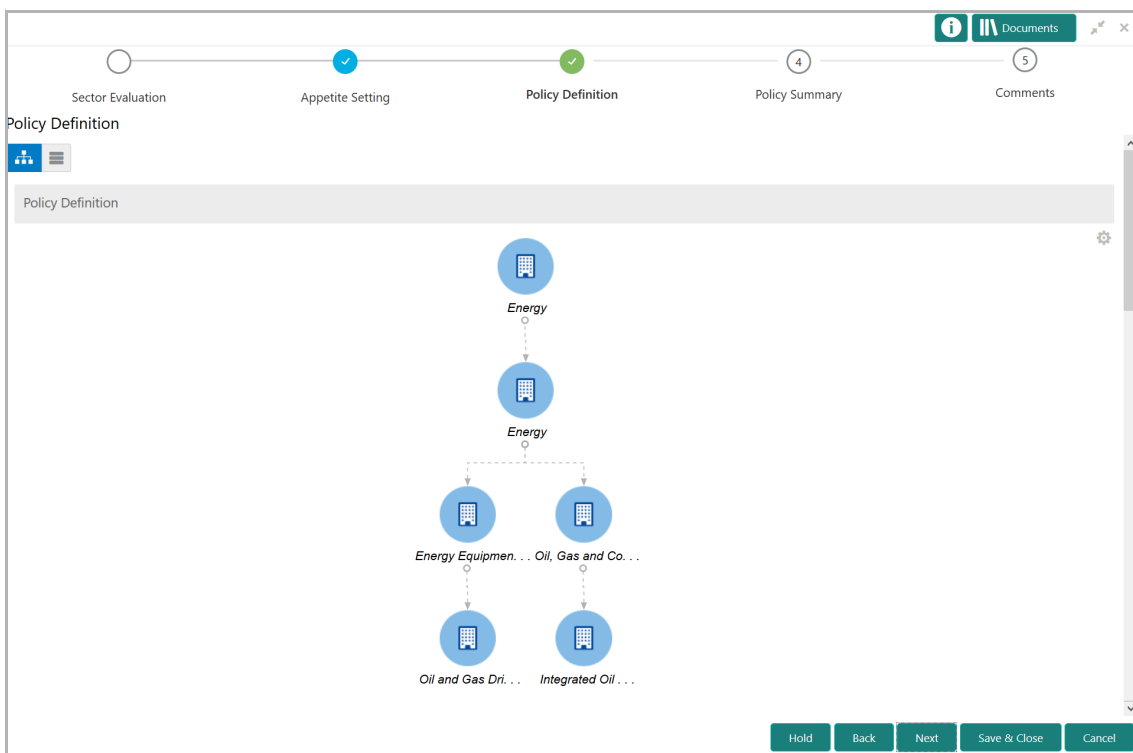 i Documents
4 5
Sector Evaluation Appetite Setting Policy Definition Policy Summary Comments
Policy Definition
Policy Definition
Energy
Energy
Energy Equipmen. . . Oil, Gas and Co. . .
Oil and Gas Dri. . . Integrated Oil . . .
Hold Back Next Save & Close Cancel